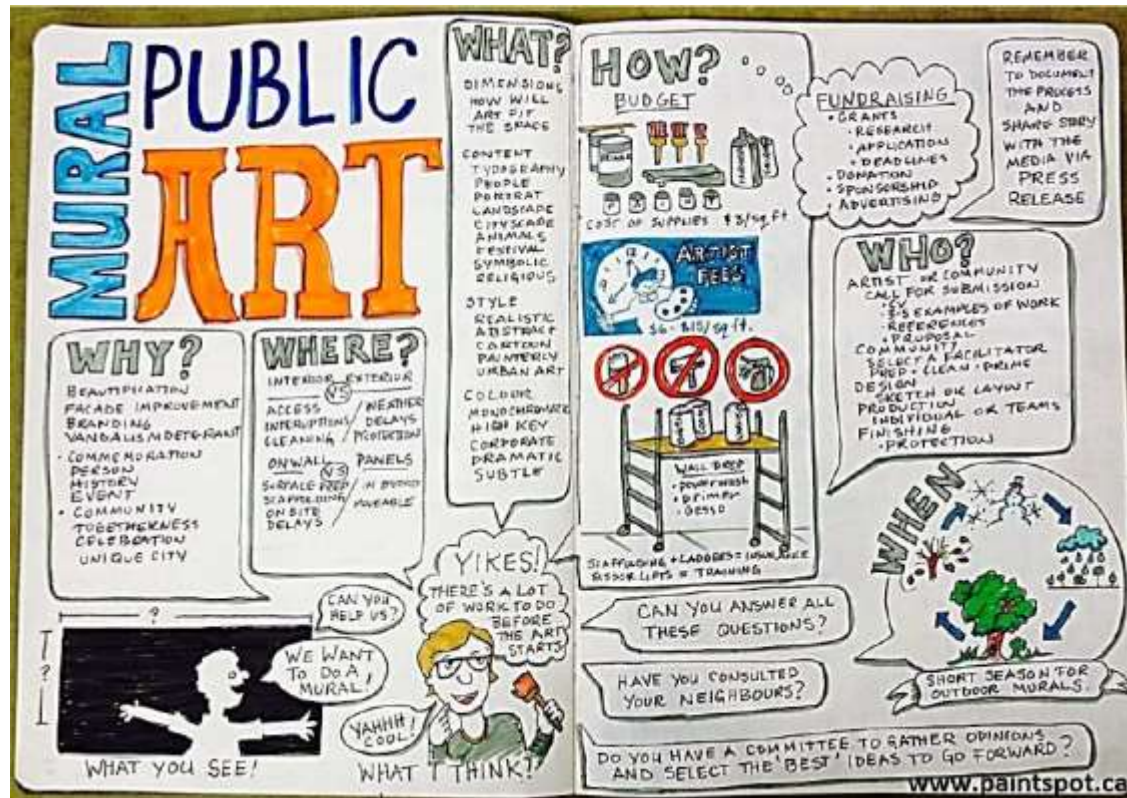 MURAL
PUBLIC
ART
WHY?
BEAUTIFICATION
FACADE IMPROVEMENT
BRANDING
VANDALISM DETERANT
• COMMEMORATION
PERSON
HISTORY
EVENT
• COMMUNITY
TOGETHERNESS
CELEBRATION
UNIQUE CITY
WHERE?
INTERIOR EXTERIOR
VS
ACCESS / WEATHER
INTERUPTIONS / DELAYS
CLEANING / PROTECTION
ON WALL PANELS
VS
SURFACE PREP / IN STUDIO
SCAFFOLDING / MOVEABLE
ON SITE
DELAYS
WHAT?
DIMENSIONS
HOW WILL
ART FIT
THE SPACE
CONTENT
TYPOGRAPHY
PEOPLE
PORTRAT
LANDSCAPE
CITYSCAPE
ANIMALS
FESTIVAL
SYMBOLIC
RELIGIOUS
STYLE
REALISTIC
ABSTRACT
CARTOON
PAINTERLY
URBAN ART
COLOUR
MONOCHROMATIC
HIGH KEY
CORPORATE
DRAMATIC
SUBTLE
? 
?
CAN YOU
HELP US?
WE WANT
TO DO A
MURAL!
WHAT YOU SEE!
YIKES!
THERE'S A LOT
OF WORK TO DO
BEFORE
THE ART
STARTS
YAHHH
COOL!
WHAT I THINK?!
HOW?
BUDGET
PRIMER
COST OF SUPPLIES $3/sq.ft
12
3
9
ARTIST
FEES
$6 - $15/sq ft.
WALL PREP
• powerwash
• primer
• Gesso
SCAFFOLDING + LADDERS = INSURANCE
SISSOR LIFTS = TRAINING
FUNDRAISING
• GRANTS
• RESEARCH
• APPLICATION
• DEADLINES
• DONATION
• SPONSORSHIP
• ADVERTISING
REMEMBER
TO DOCUMENT
THE PROCESS
AND
SHARE STORY
WITH THE
MEDIA VIA
PRESS
RELEASE
WHO?
ARTIST OR COMMUNITY
CALL FOR SUBMISSION
• CV
• 3-5 EXAMPLES OF WORK
• REFERENCES
• PROPOSAL
COMMUNITY
SELECT A FACILITATOR
PREP • CLEAN • PRIME
DESIGN
SKETCH OR LAYOUT
PRODUCTION
INDIVIDUAL OR TEAMS
FINISHING
• PROTECTION
WHEN
SHORT SEASON FOR
OUTDOOR MURALS.
CAN YOU ANSWER ALL
THESE QUESTIONS?
HAVE YOU CONSULTED
YOUR NEIGHBOURS?
DO YOU HAVE A COMMITTEE TO GATHER OPINIONS
AND SELECT THE 'BEST' IDEAS TO GO FORWARD?
www.paintspot.ca